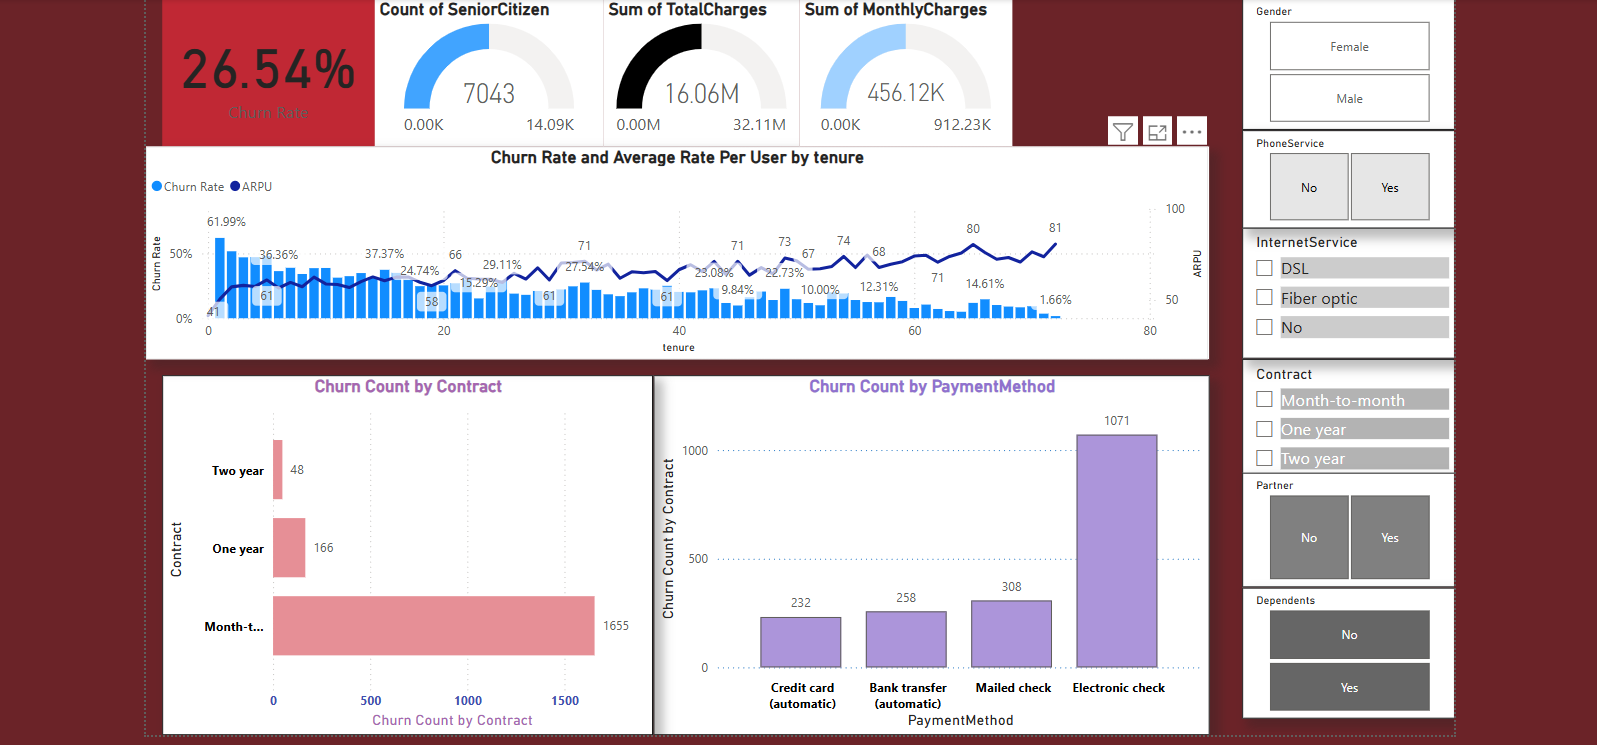 26.54%
Churn Rate
Count of SeniorCitizen
7043
0.00K
14.09K
Sum of TotalCharges
16.06M
0.00M
32.11M
Sum of MonthlyCharges
456.12K
0.00K
912.23K
Churn Rate and Average Rate Per User by tenure
Churn Rate
ARPU
Churn Rate
50%
0%
ARPU
100
50
61.99%
36.36%
37.37%
24.74%
66
15.29%
29.11%
71
27.54%
71
23.08%
9.84%
73
22.73%
67
10.00%
74
68
12.31%
80
71
14.61%
81
1.66%
41
61
58
61
61
0
20
40
60
80
tenure
Churn Count by Contract
Contract
Two year
48
One year
166
Month-t...
1655
0
500
1000
1500
Churn Count by Contract
Churn Count by PaymentMethod
Churn Count by Contract
1000
500
0
232
258
308
1071
Credit card
(automatic)
Bank transfer
(automatic)
Mailed check
Electronic check
PaymentMethod
Gender
Female
Male
PhoneService
No
Yes
InternetService
DSL
Fiber optic
No
Contract
Month-to-month
One year
Two year
Partner
No
Yes
Dependents
No
Yes